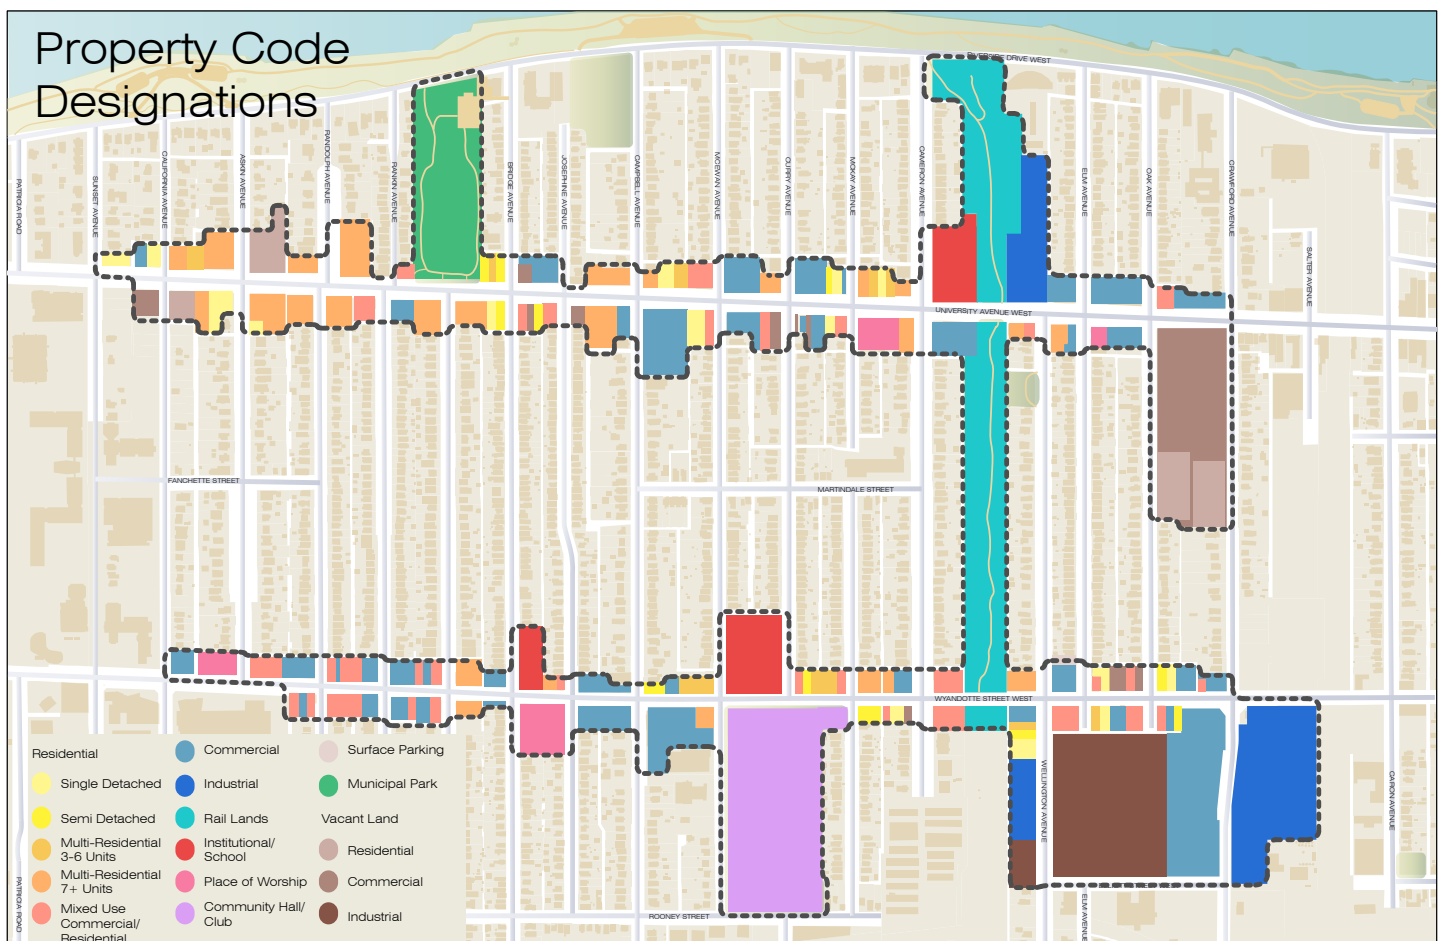 Property Code
Designations
RIVERSIDE DRIVE WEST
PATRICIA ROAD
SUNSET AVENUE
CALIFORNIA AVENUE
ASKIN AVENUE
RANDOLPH AVENUE
RANKIN AVENUE
BRIDGE AVENUE
JOSEPHINE AVENUE
CAMPBELL AVENUE
MCEWAN AVENUE
CURRY AVENUE
MCKAY AVENUE
CAMERON AVENUE
ELM AVENUE
OAK AVENUE
CRAWFORD AVENUE
SALTER AVENUE
UNIVERSITY AVENUE WEST
FANCHETTE STREET
MARTINDALE STREET
WYANDOTTE STREET WEST
WELLINGTON AVENUE
CARON AVENUE
PATRICIA ROAD
ELM AVENUE
ROONEY STREET
Residential
Single Detached
Semi Detached
Multi-Residential
3-6 Units
Multi-Residential
7+ Units
Mixed Use
Commercial/
Residential
Commercial
Industrial
Rail Lands
Institutional/
School
Place of Worship
Community Hall/
Club
Surface Parking
Municipal Park
Vacant Land
Residential
Commercial
Industrial